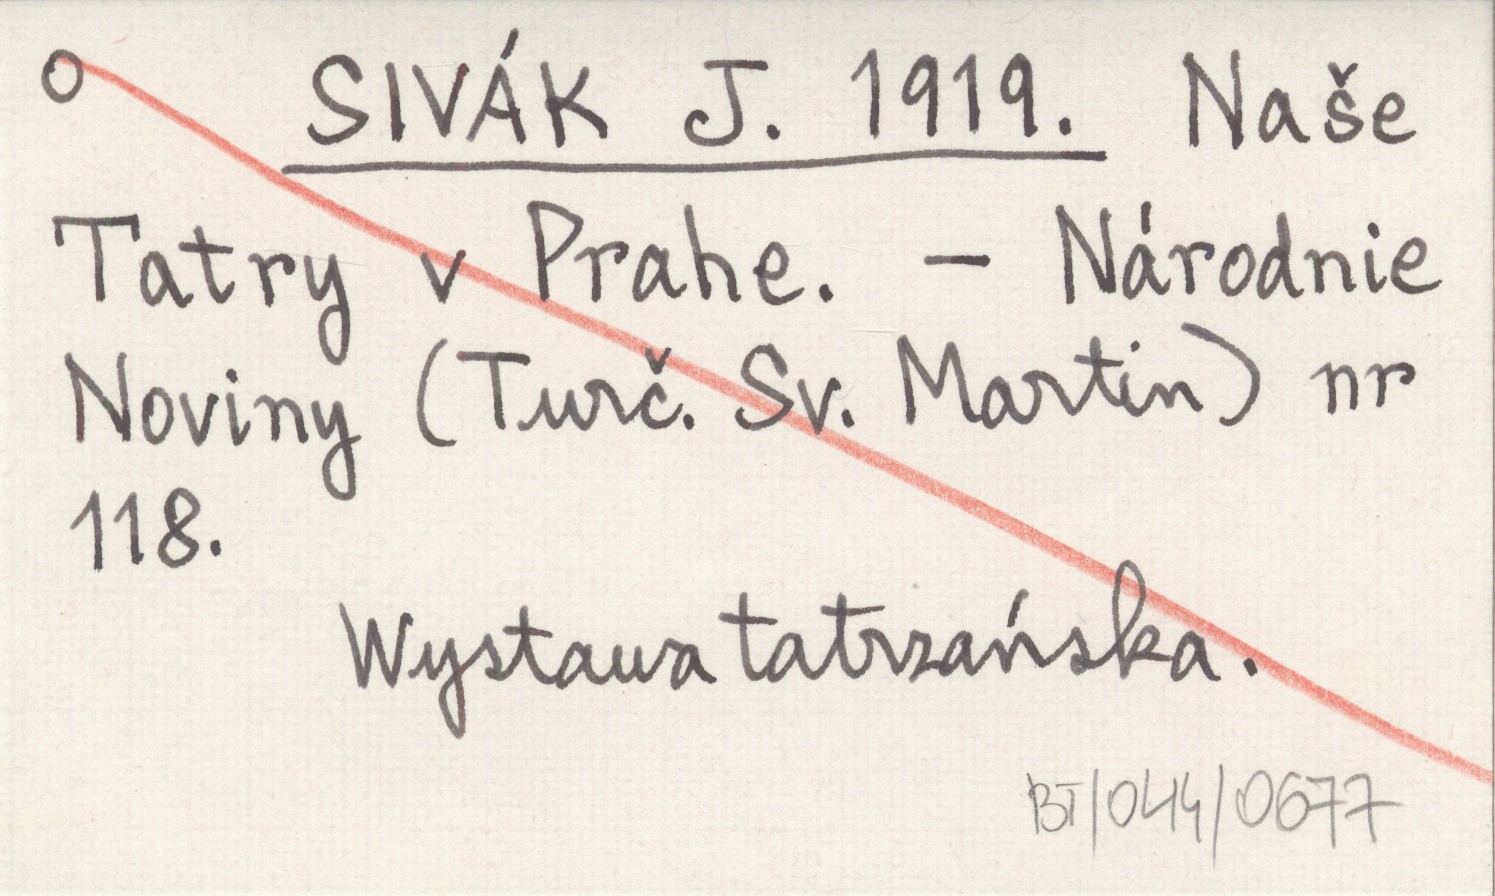 O SIVÁK J. 1919. Naše
Tatry v Prahe. – Národnie
Noviny (Turč. Sv. Martin) nr
118.
Wystawa tatrzańska.
BT/044/0677